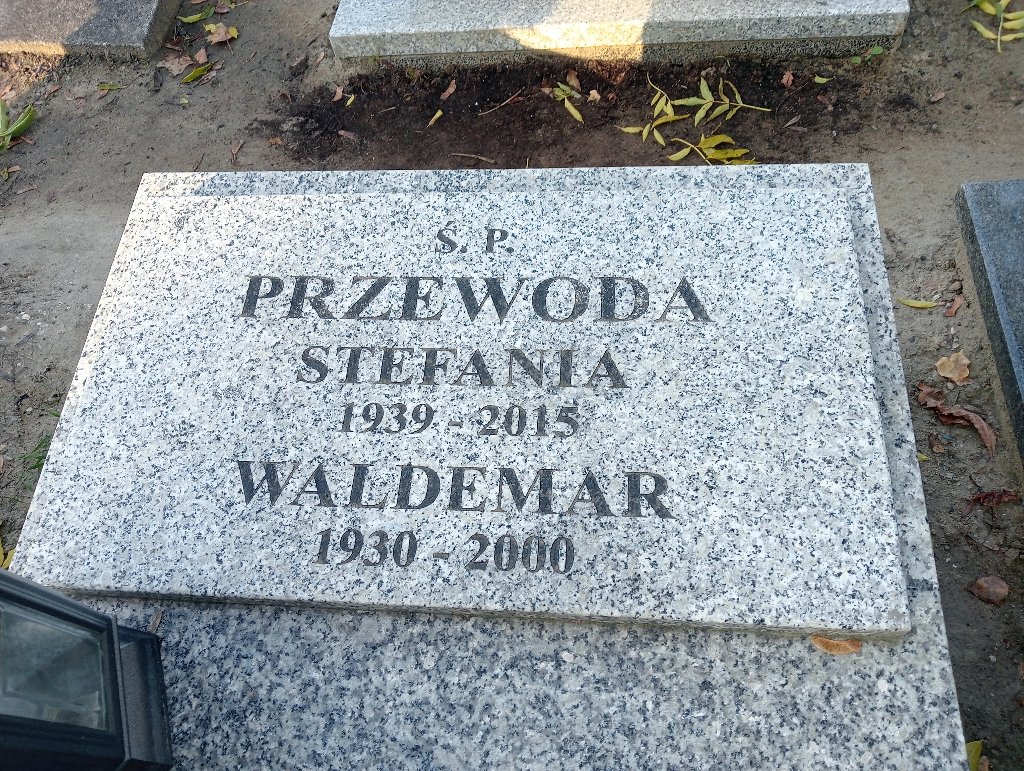 Ś. P.
PRZEWODA
STEFANIA
1939 - 2015
WALDEMAR
1930 - 2000